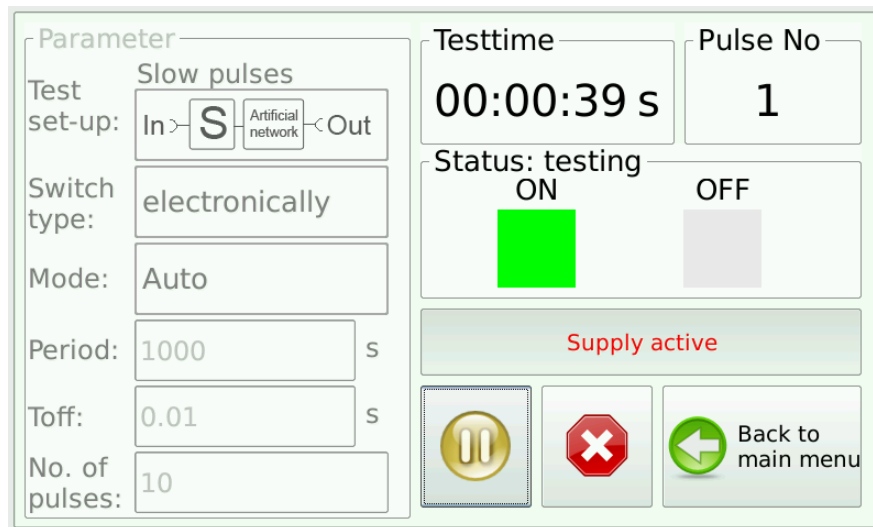 Parameter
Slow pulses
Test
set-up:
In S Artificial
network Out
Switch
type:
electronically
Mode:
Auto
Period:
1000
s
Toff:
0.01
s
No. of
pulses:
10
Testtime
00:00:39 s
Pulse No
1
Status: testing
ON
OFF
Supply active
Back to
main menu